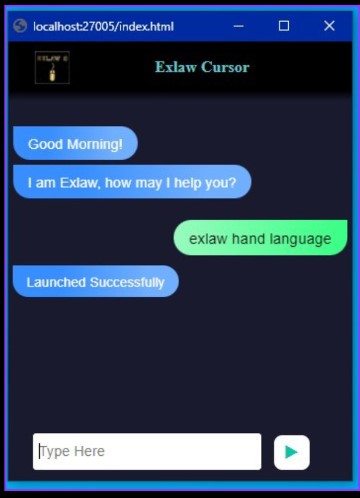 localhost:27005/index.html
Exlaw Cursor
Good Morning!
I am Exlaw, how may I help you?
exlaw hand language
Launched Successfully
Type Here